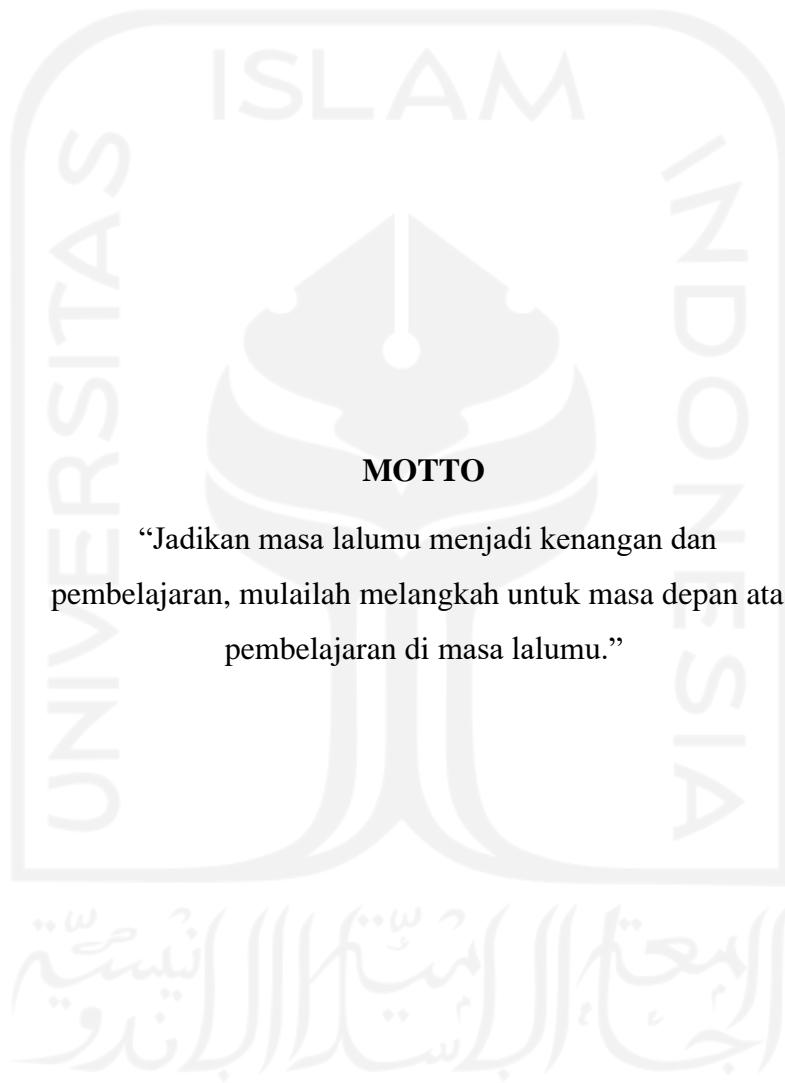 ISLAM
UNIVERSITAS
INDONESIA
MOTTO
“Jadikan masa lalumu menjadi kenangan dan
pembelajaran, mulailah melangkah untuk masa depan ata
pembelajaran di masa lalumu.”